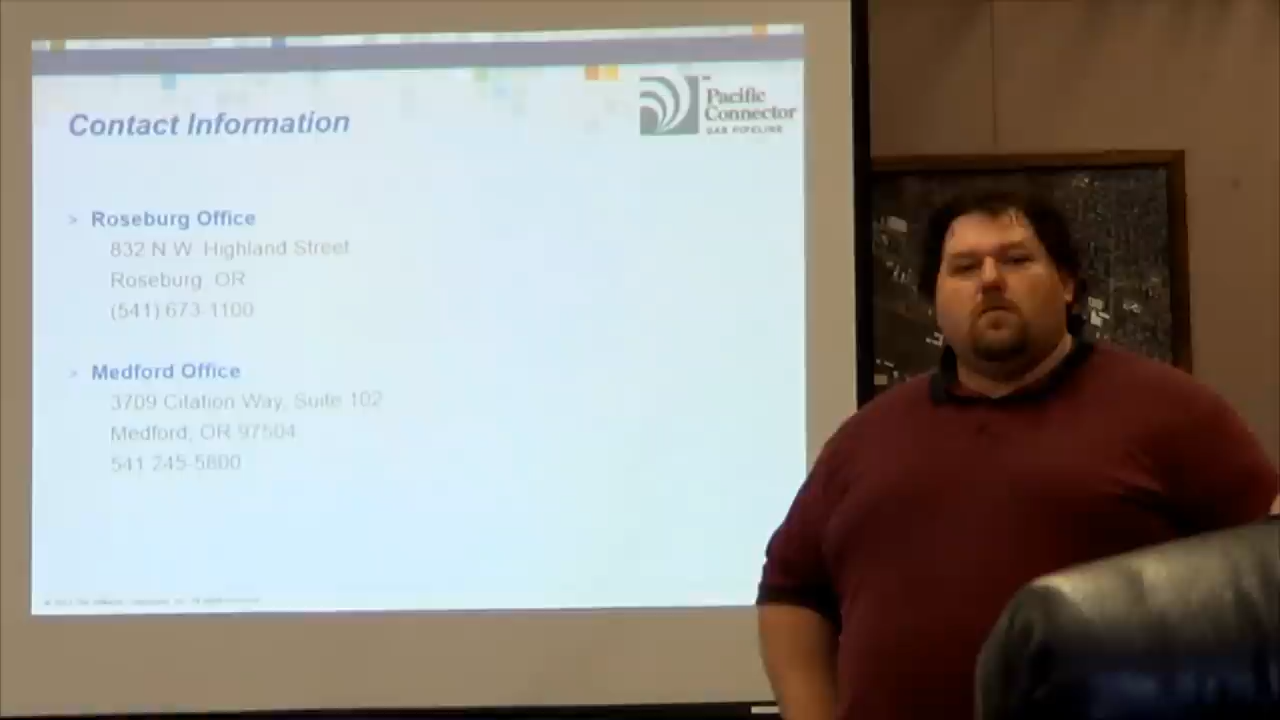 Contact Information
Pacific
Connector
GAS PIPELINE
> Roseburg Office
832 N.W. Highland Street
Roseburg, OR
(541) 673-1100
> Medford Office
3709 Citation Way, Suite 102
Medford, OR 97504
541 245-5800